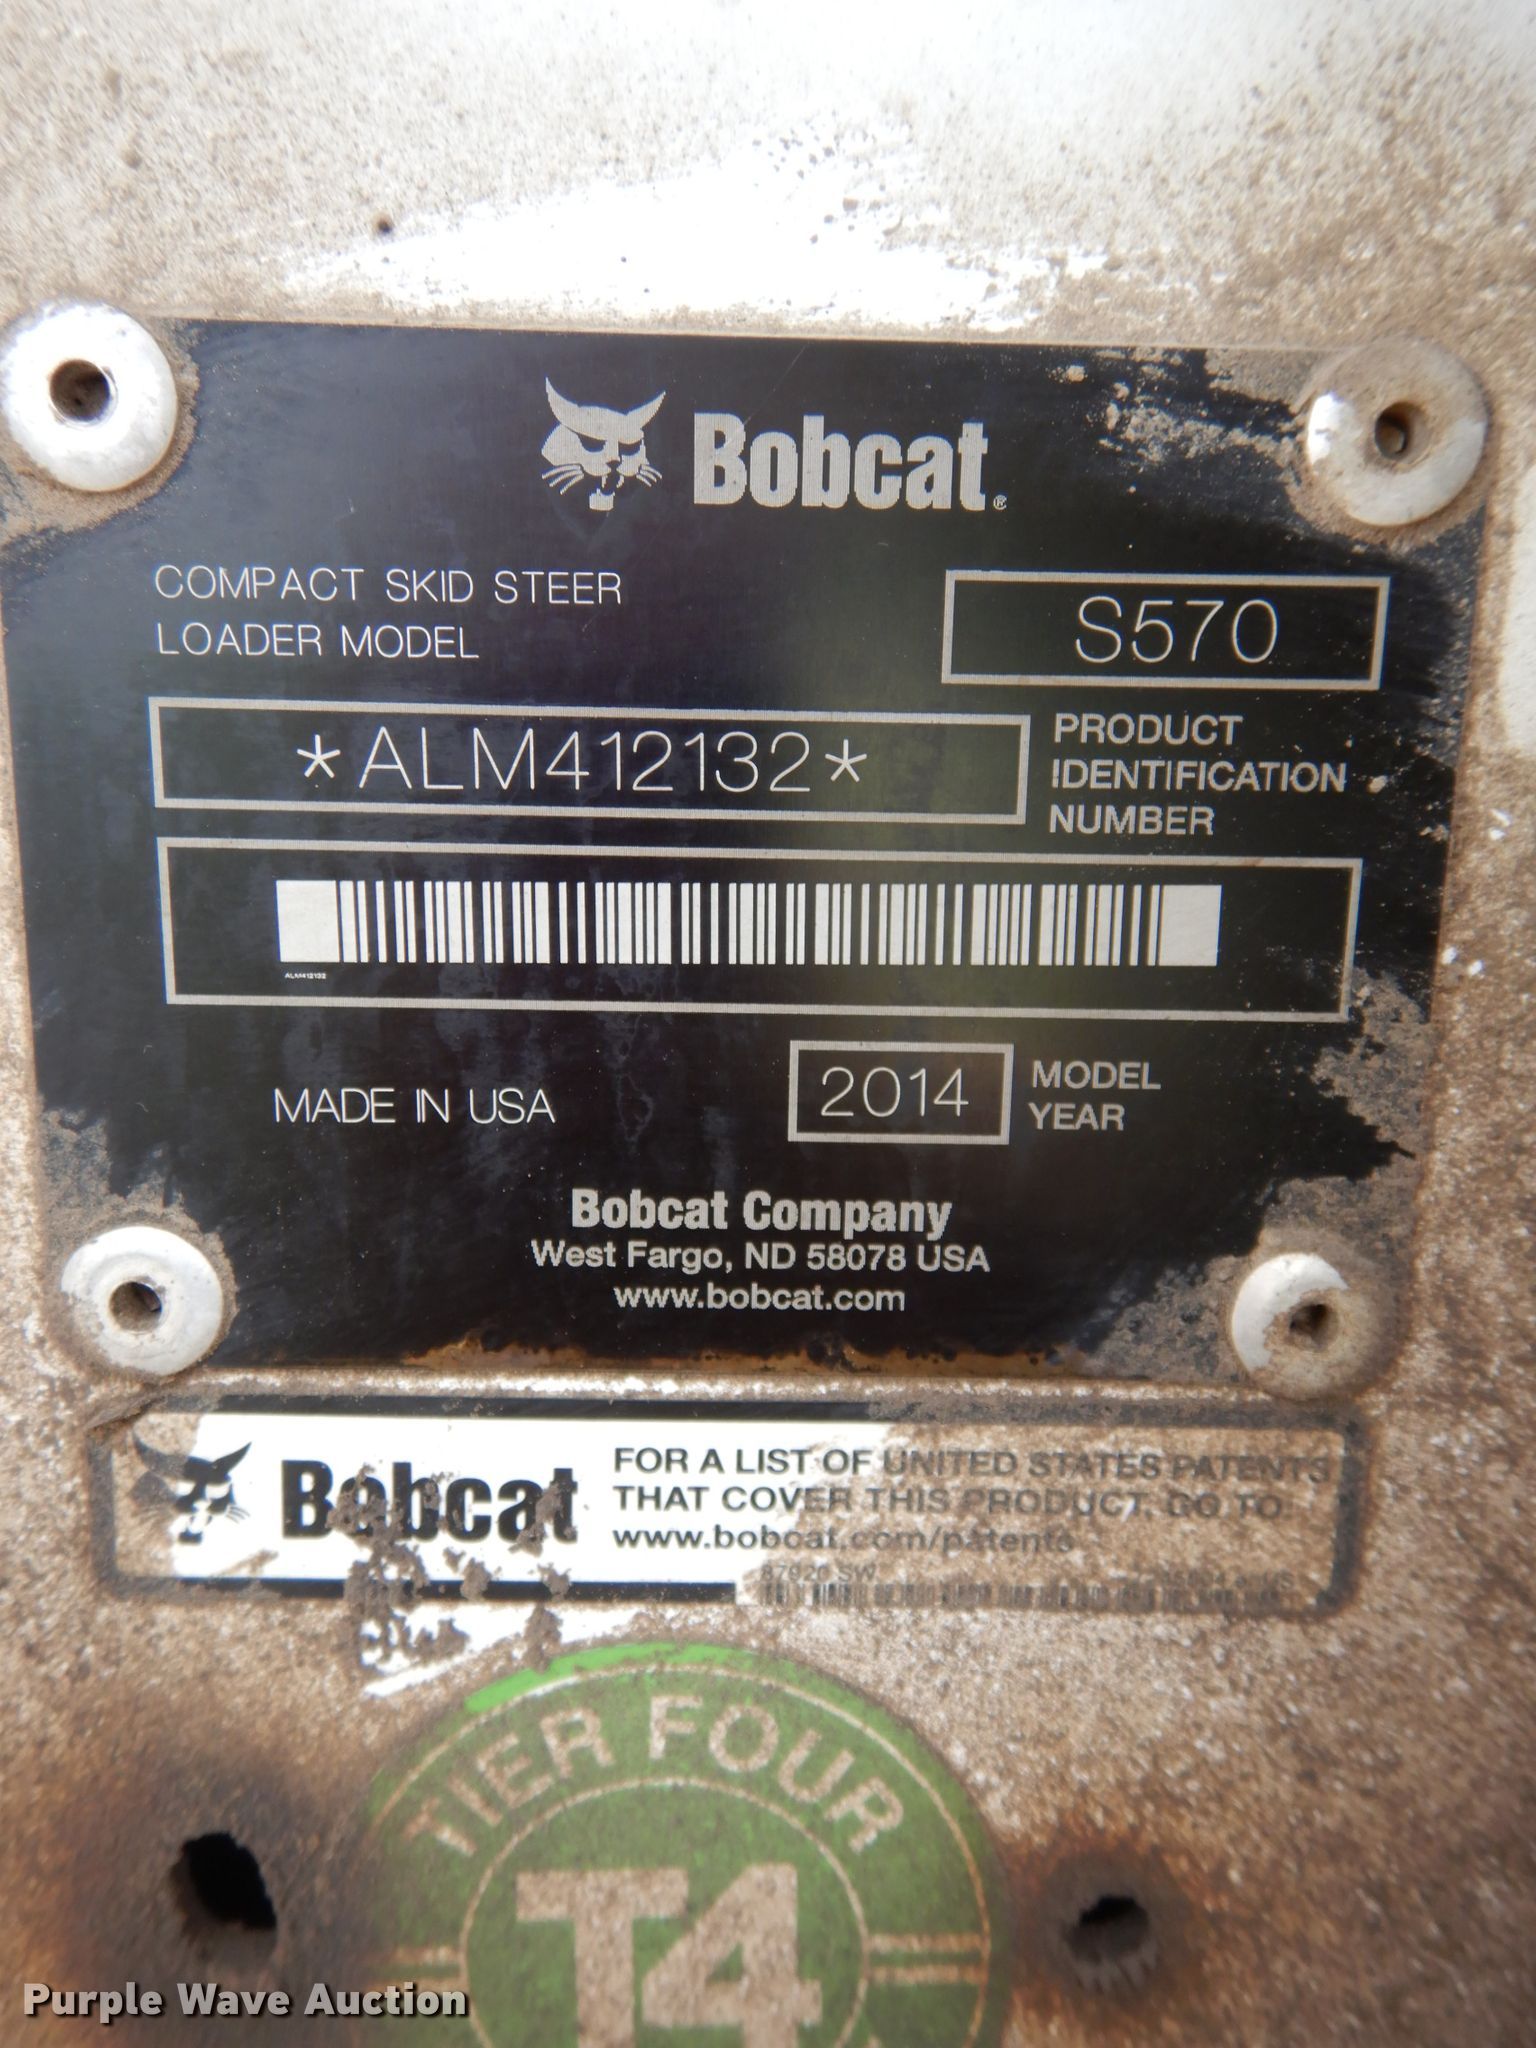 Bobcat®
COMPACT SKID STEER
LOADER MODEL
S570
*ALM412132*
PRODUCT
IDENTIFICATION
NUMBER
ALM412132
MADE IN USA
2014
MODEL
YEAR
Bobcat Company
West Fargo, ND 58078 USA
www.bobcat.com
Bobcat
FOR A LIST OF UNITED STATES PATENTS
THAT COVER THIS PRODUCT, GO TO:
www.bobcat.com/patents
TIER FOUR
T4
Purple Wave Auction